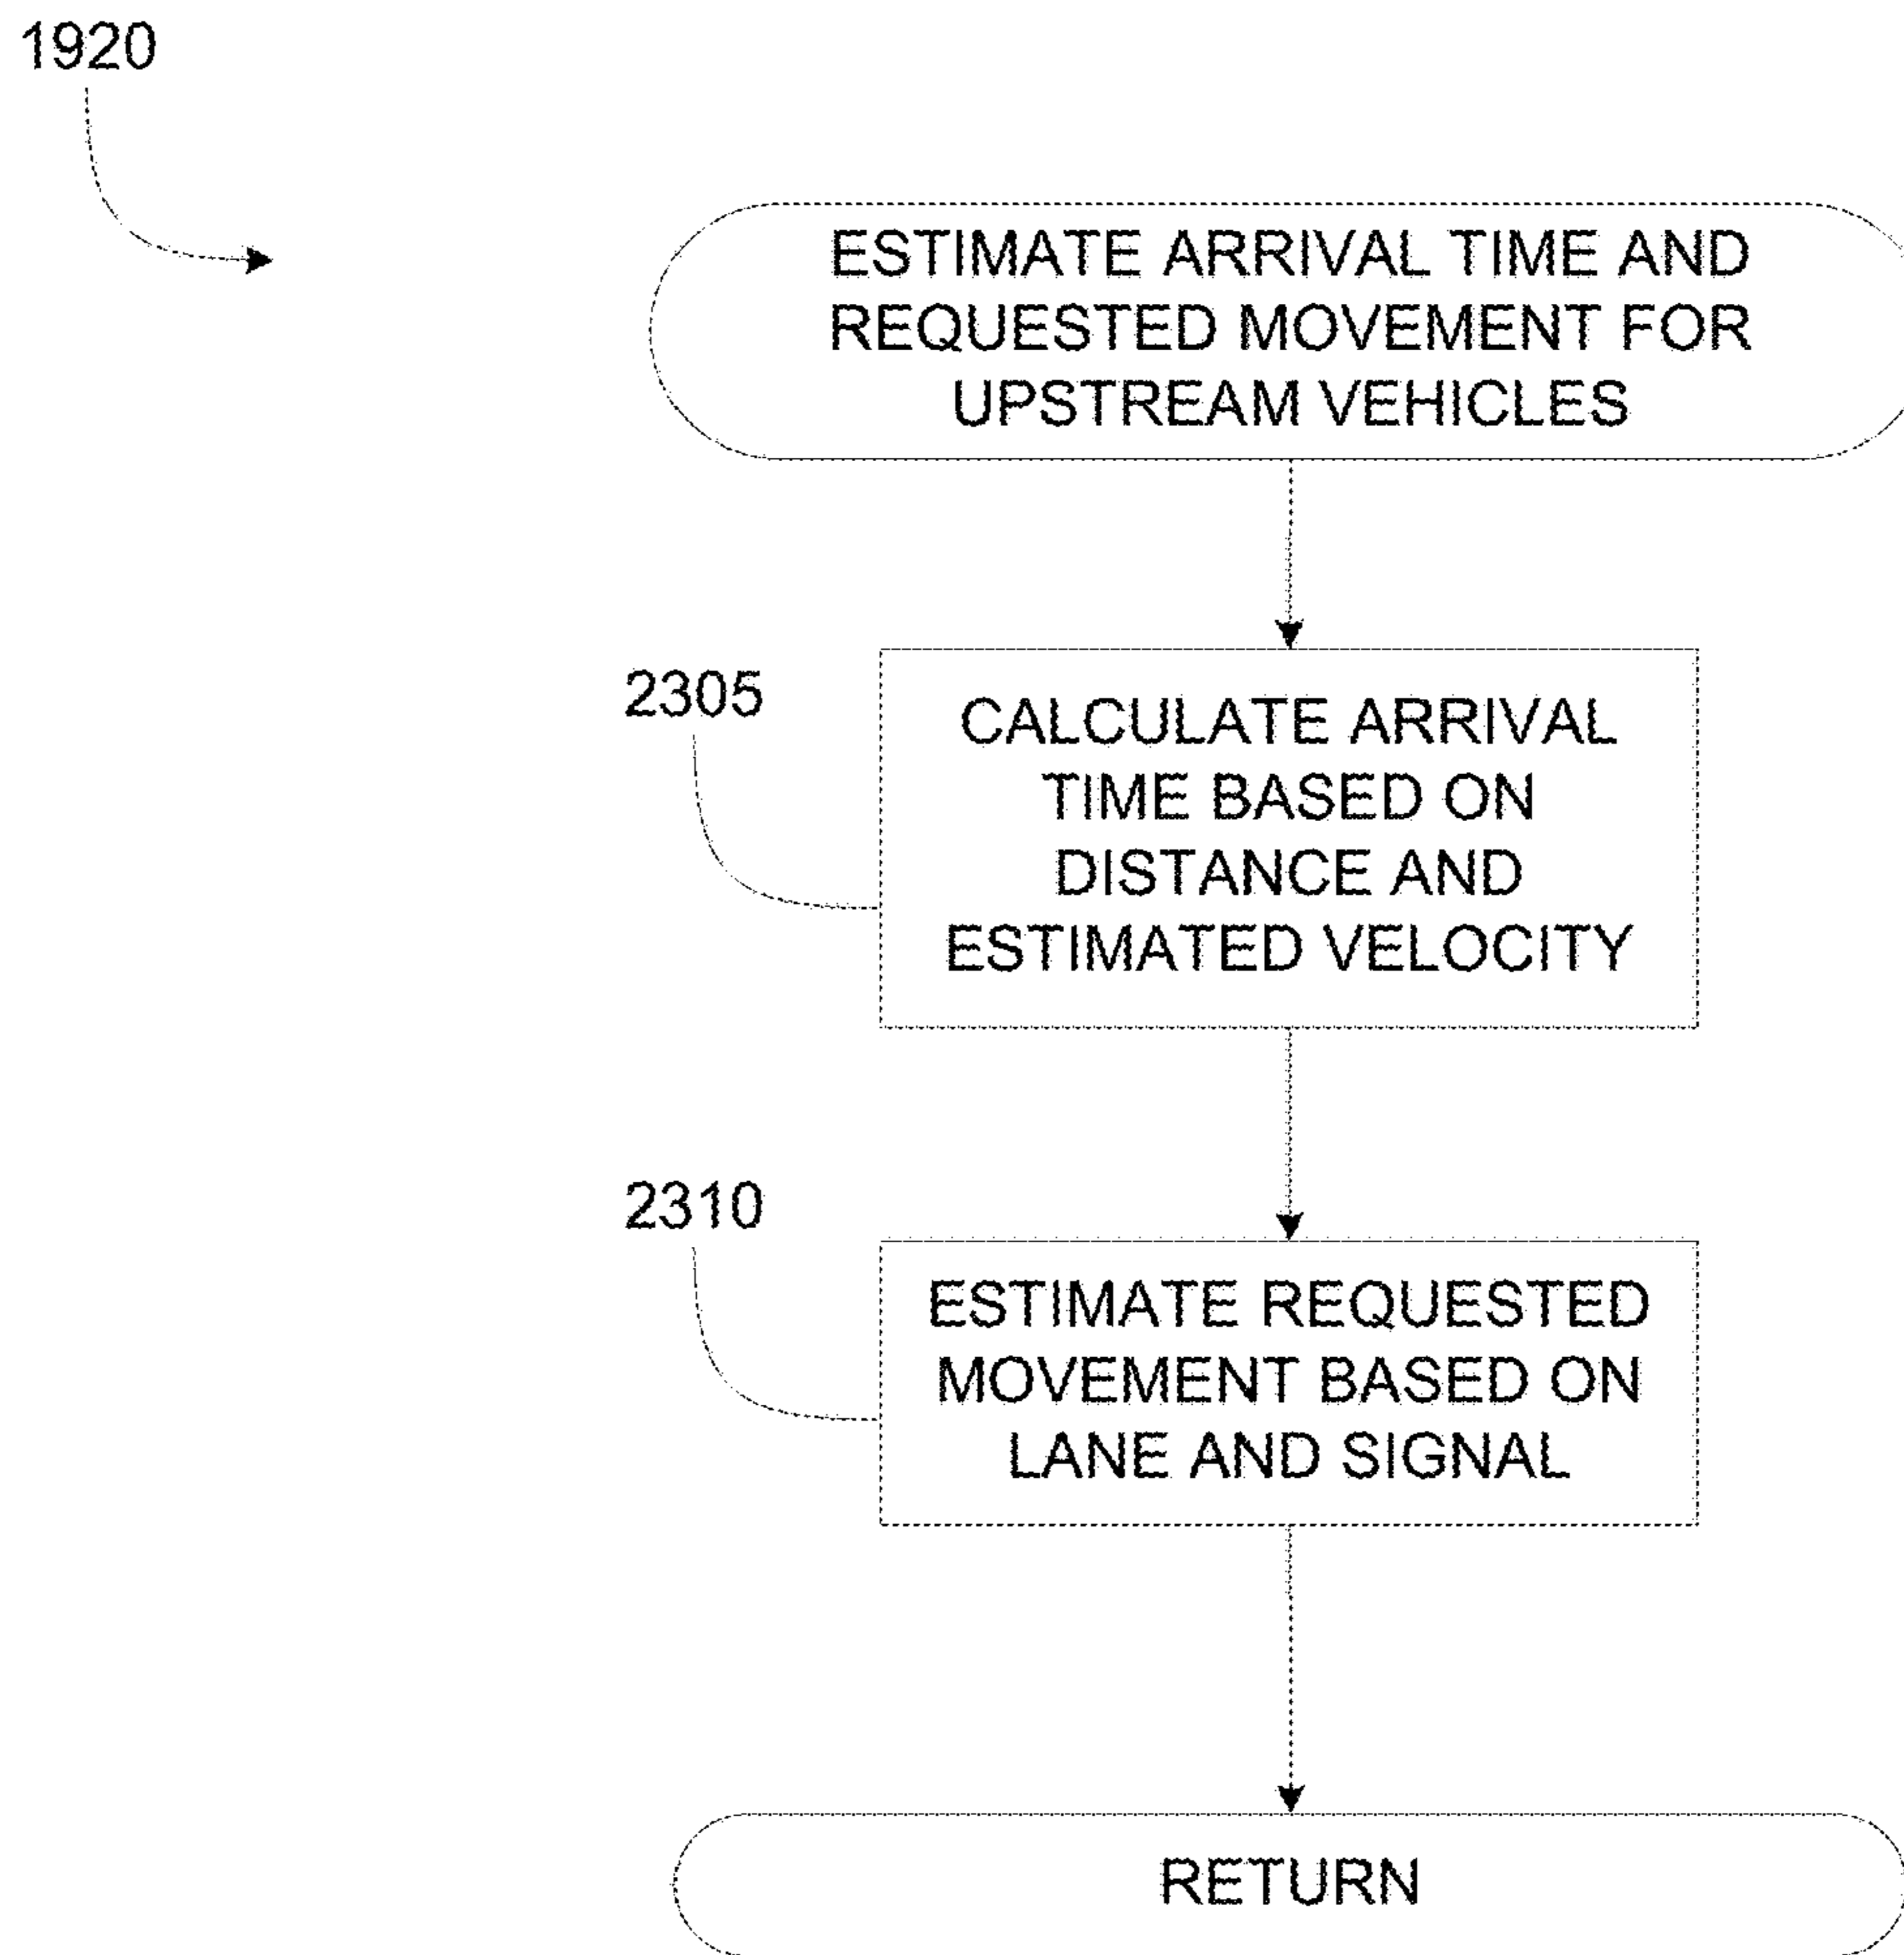 1920
ESTIMATE ARRIVAL TIME AND
REQUESTED MOVEMENT FOR
UPSTREAM VEHICLES
2305
CALCULATE ARRIVAL
TIME BASED ON
DISTANCE AND
ESTIMATED VELOCITY
2310
ESTIMATE REQUESTED
MOVEMENT BASED ON
LANE AND SIGNAL
RETURN